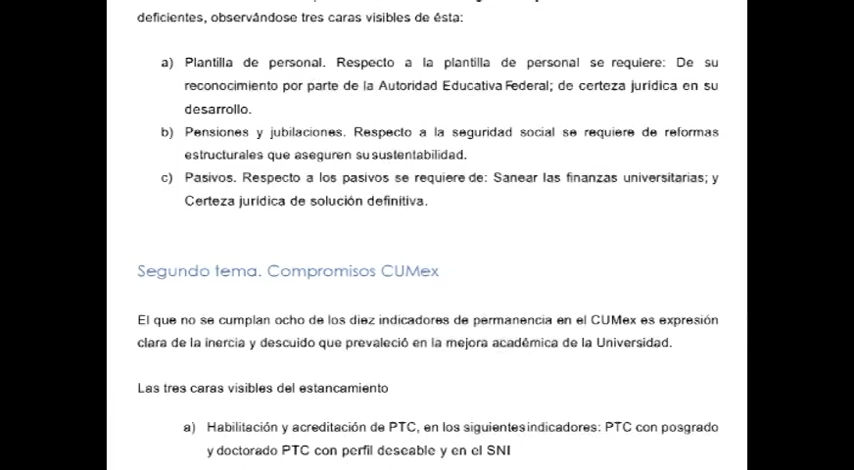 deficientes, observándose tres caras visibles de ésta:
a) Plantilla de personal. Respecto a la plantilla de personal se requiere: De su
reconocimiento por parte de la Autoridad Educativa Federal; de certeza jurídica en su
desarrollo.
b) Pensiones y jubilaciones. Respecto a la seguridad social se requiere de reformas
estructurales que aseguren su sustentabilidad.
c) Pasivos. Respecto a los pasivos se requiere de: Sanear las finanzas universitarias; y
Certeza jurídica de solución definitiva.
Segundo tema. Compromisos CUMex
El que no se cumplan ocho de los diez indicadores de permanencia en el CUMex es expresión
clara de la inercia y descuido que prevaleció en la mejora académica de la Universidad.
Las tres caras visibles del estancamiento
a) Habilitación y acreditación de PTC, en los siguientes indicadores: PTC con posgrado
y doctorado PTC con perfil deseable y en el SNI